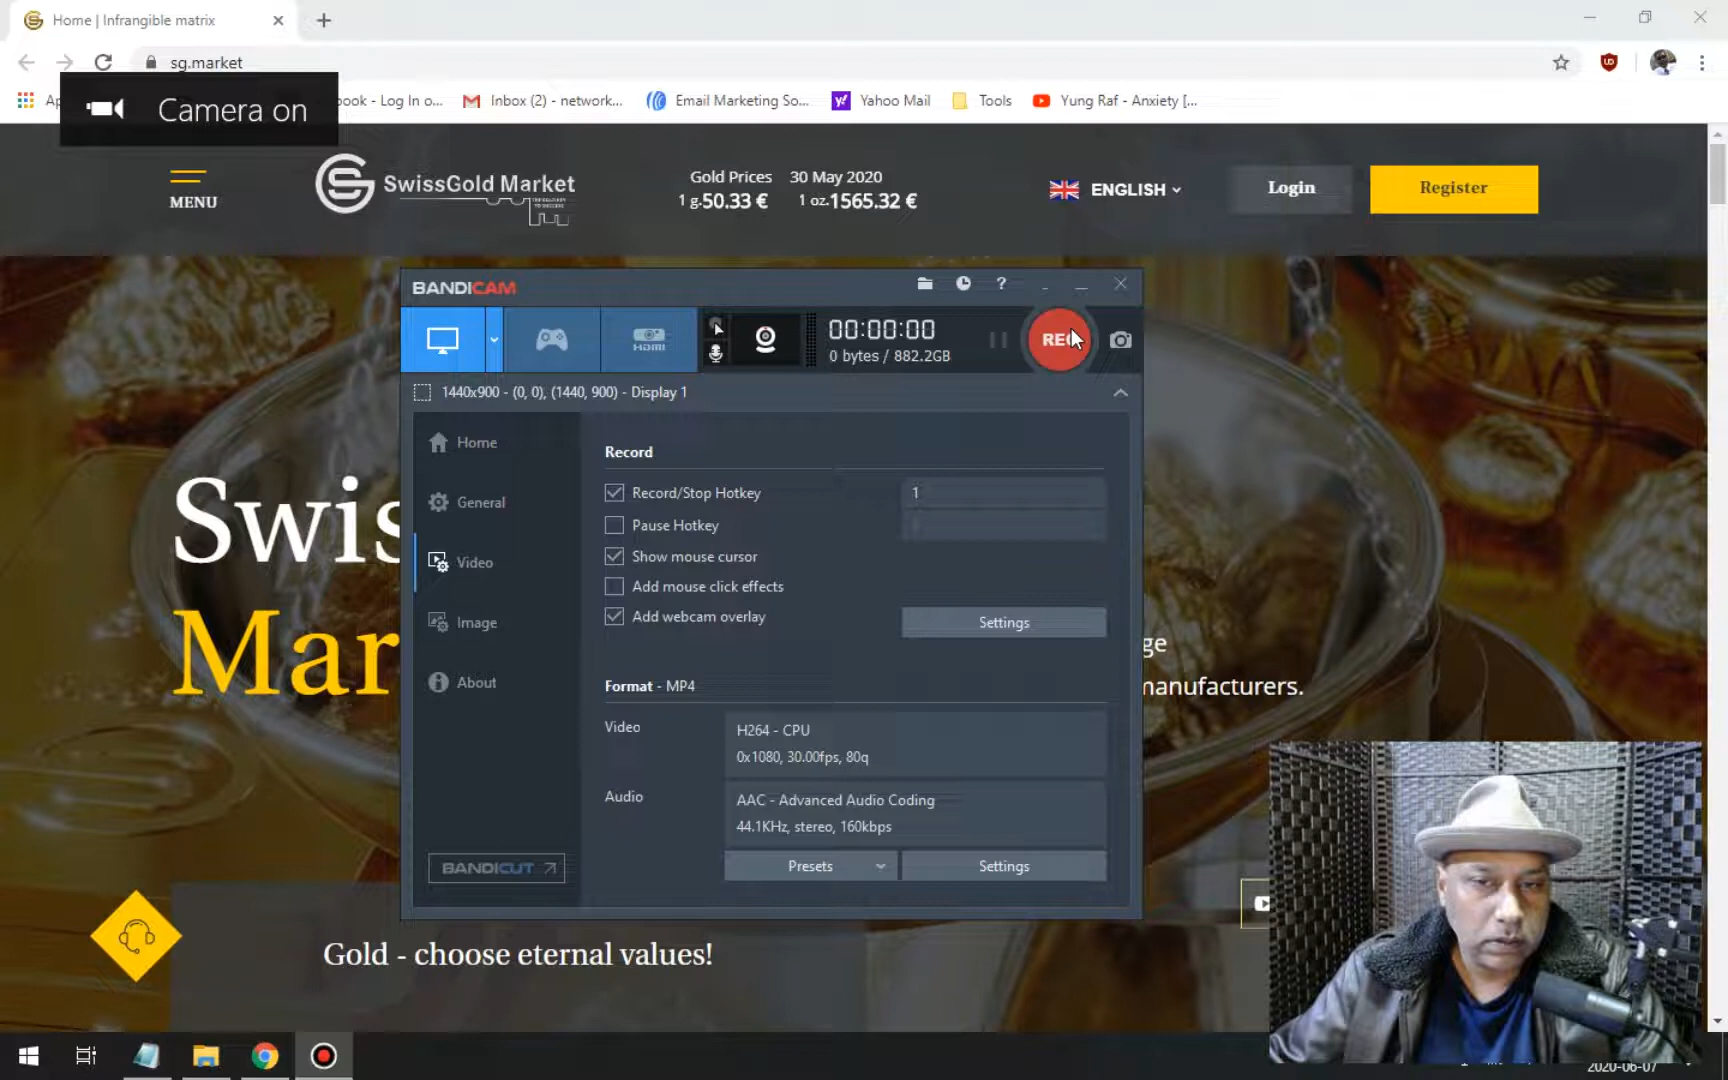 Home | Infrangible matrix
sg.market
Camera on
ook - Log In o...
Inbox (2) - network...
Email Marketing So...
Yahoo Mail
Tools
Yung Raf - Anxiety [...
MENU
SwissGold Market
Gold Prices 30 May 2020
1 g.50.33 € 1 oz.1565.32 €
ENGLISH
Login
Register
BANDICAM
?
HDMI
00:00:00
0 bytes / 882.2GB
REC
1440x900 - (0, 0), (1440, 900) - Display 1
Home
General
Video
Image
About
BANDICUT
Record
Record/Stop Hotkey 1
Pause Hotkey
Show mouse cursor
Add mouse click effects
Add webcam overlay
Settings
Format - MP4
Video
H264 - CPU
0x1080, 30.00fps, 80q
Audio
AAC - Advanced Audio Coding
44.1KHz, stereo, 160kbps
Presets
Settings
Swis
Mar
ge
manufacturers.
Gold - choose eternal values!
2020-06-07